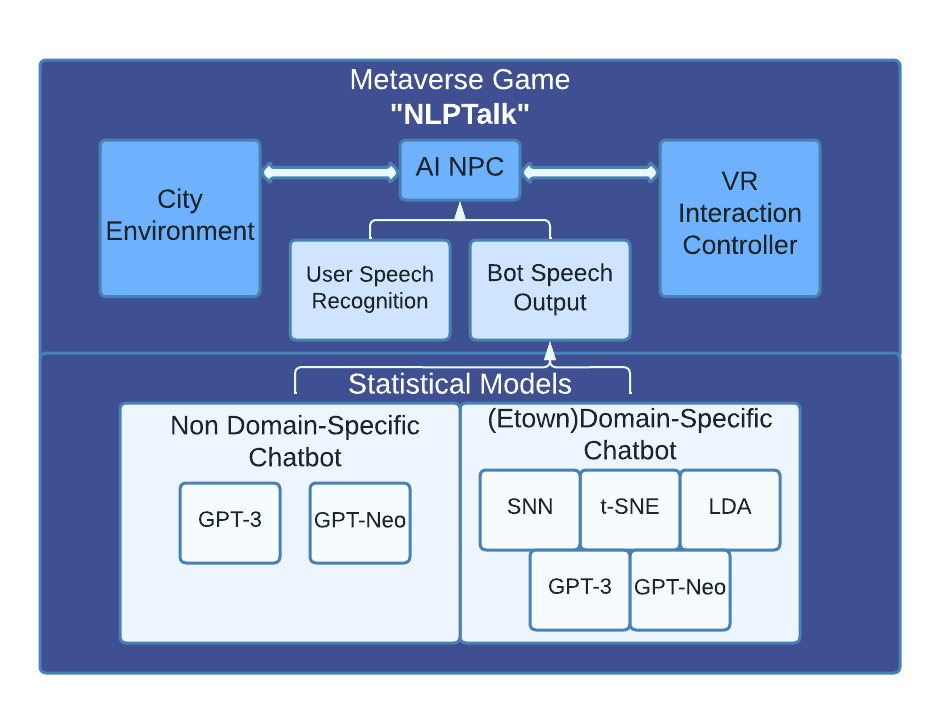 Metaverse Game
"NLPTalk"
City
Environment
AI NPC
VR
Interaction
Controller
User Speech
Recognition
Bot Speech
Output
Statistical Models
Non Domain-Specific
Chatbot
GPT-3
GPT-Neo
(Etown)Domain-Specific
Chatbot
SNN
t-SNE
LDA
GPT-3
GPT-Neo